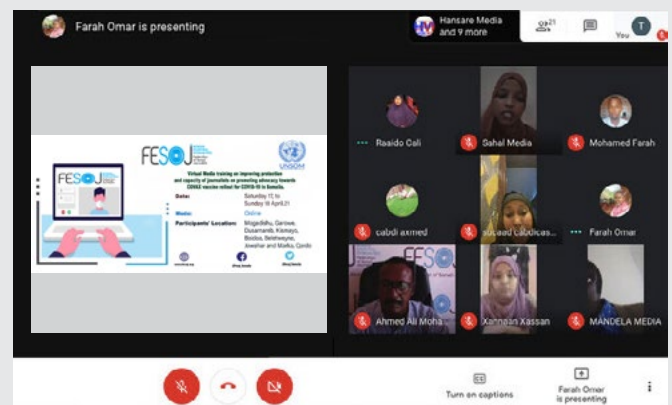 Farah Omar is presenting
Hansare Media
and 9 more
21
You
T
FESOJ
UNSOM
Virtual Media training on improving protection
and capacity of journalists on promoting advocacy towards
COVAX vaccine rollout for COVID-19 in Somalia.
Date:
Saturday 17, to
Sunday 18 April.21
Mode:
Online
Participants' Location:
Mogadishu, Garowe,
Dusamareb, Kismayo,
Baidoa, Beletweyne,
Jowhar and Marka, Qardo
Raaido Cali
Sahal Media
Mohamed Farah
cabdi axmed
Farah Omar
FESO
Ahmed Ali Moha...
Xannaan Xassan
MANDELA MEDIA
Turn on captions
Farah Omar
is presenting